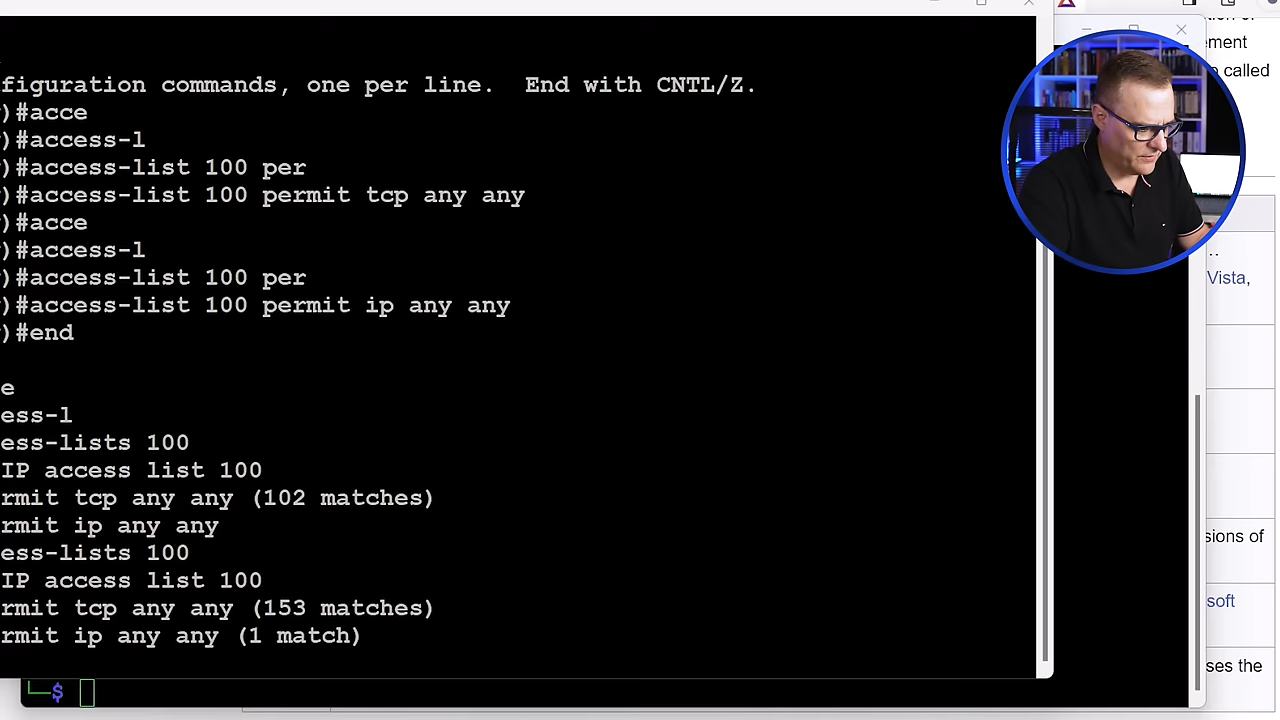 figuration commands, one per line.  End with CNTL/Z.
)#acce
)#access-l
)#access-list 100 per
)#access-list 100 permit tcp any any
)#acce
)#access-l
)#access-list 100 per
)#access-list 100 permit ip any any
)#end
e
ess-l
ess-lists 100
IP access list 100
rmit tcp any any (102 matches)
rmit ip any any
ess-lists 100
IP access list 100
rmit tcp any any (153 matches)
rmit ip any any (1 match)
$
ement
called
..
Vista,
sions of
soft
ses the